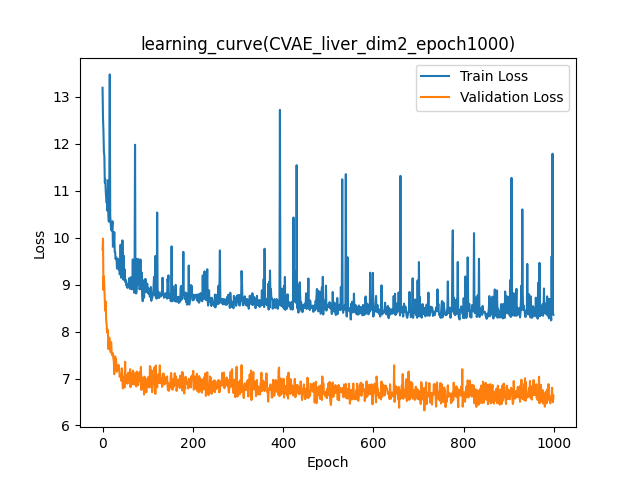 learning_curve(CVAE_liver_dim2_epoch1000)
Train Loss
Validation Loss
13
12
11
10
9
8
7
6
Loss
0 200 400 600 800 1000
Epoch